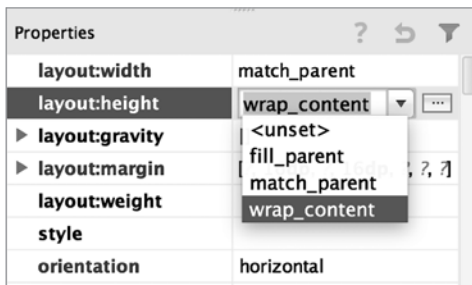 Properties
layout:width match_parent
layout:height wrap_content
layout:gravity [
<unset>
fill_parent
layout:margin [ ?, ?]
match_parent
layout:weight
wrap_content
style
orientation horizontal